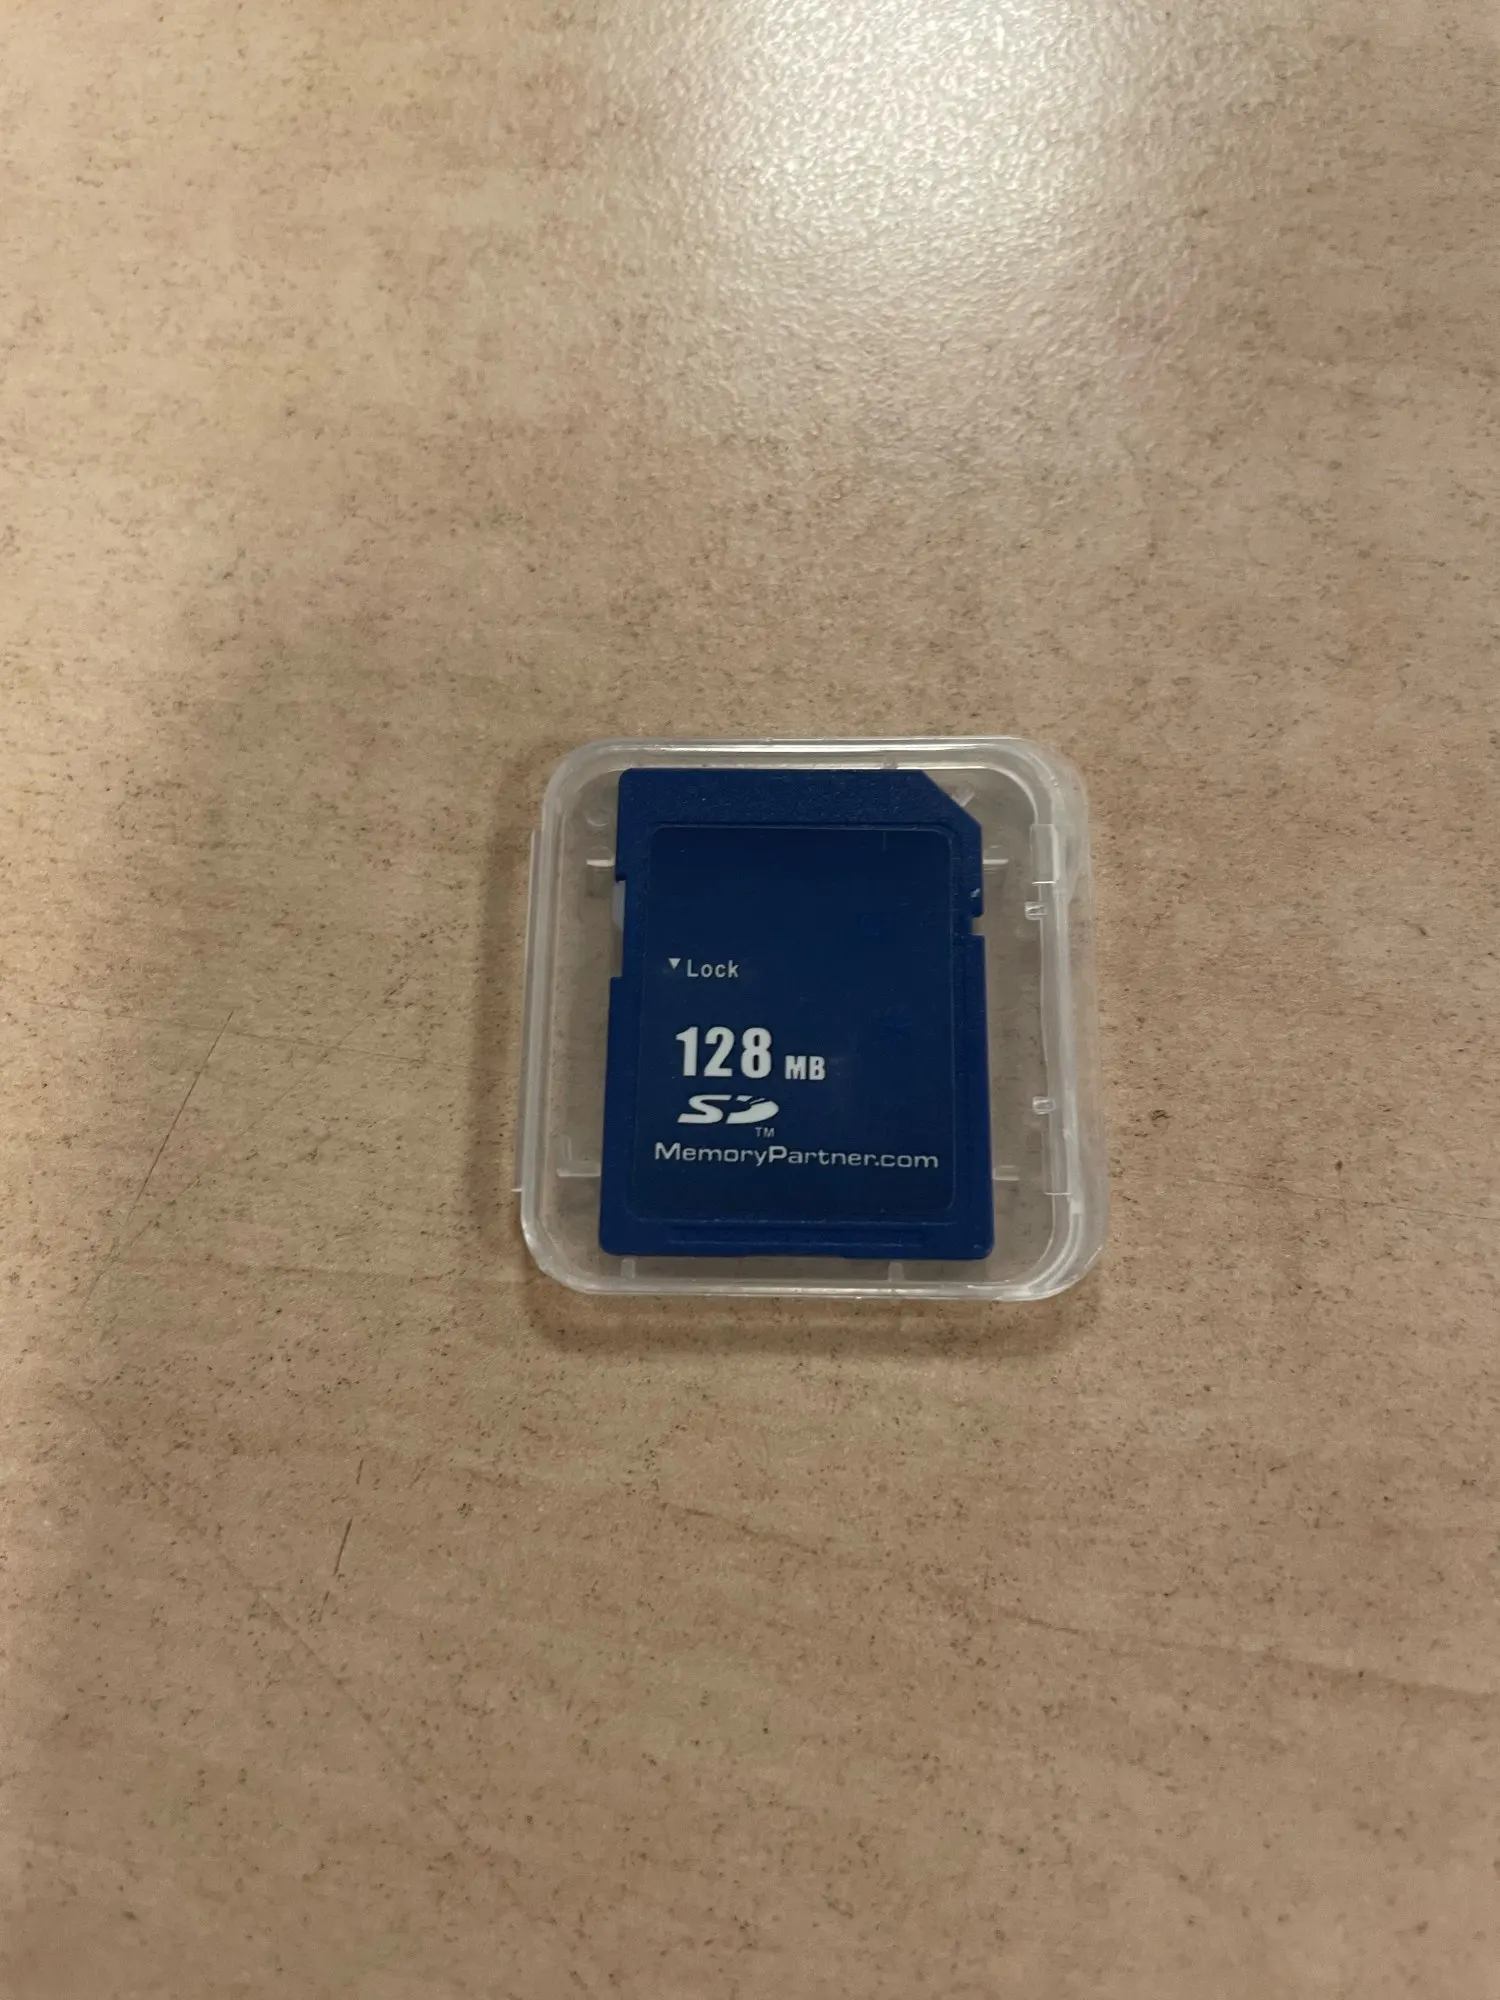 ▼Lock
128 MB
SD
TM
MemoryPartner.com